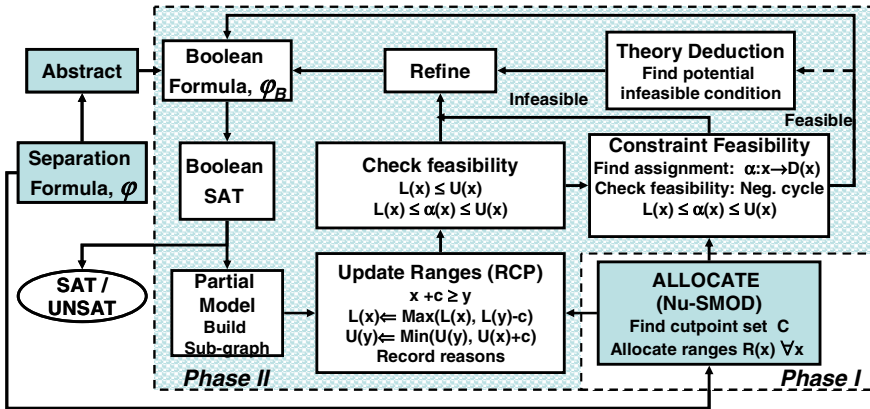 Abstract
Boolean
Formula, φB
Refine
Theory Deduction
Find potential
infeasible condition
Infeasible
Feasible
Separation
Formula, φ
Boolean
SAT
Check feasibility
L(x) ≤ U(x)
L(x) ≤ α(x) ≤ U(x)
Constraint Feasibility
Find assignment: α:x→D(x)
Check feasibility: Neg. cycle
L(x) ≤ α(x) ≤ U(x)
SAT /
UNSAT
Partial
Model
Build
Sub-graph
Update Ranges (RCP)
x +c ≥ y
L(x)⇐ Max(L(x), L(y)-c)
U(y)⇐ Min(U(y), U(x)+c)
Record reasons
ALLOCATE
(Nu-SMOD)
Find cutpoint set C
Allocate ranges R(x) ∀x
Phase II
Phase I